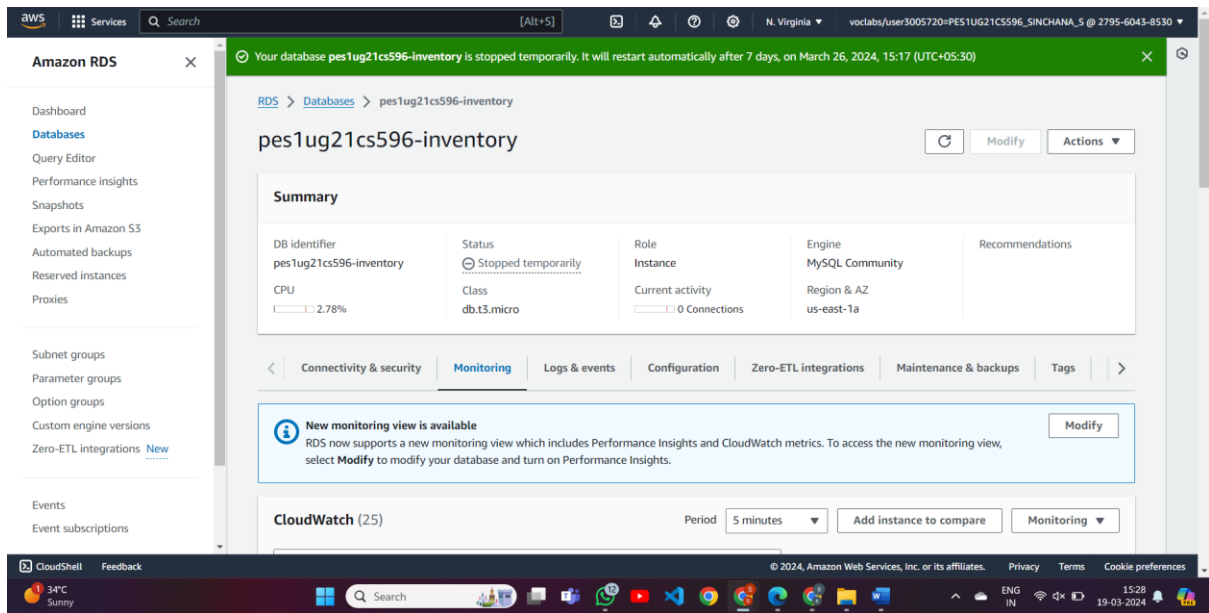 aws Services Search [Alt+S] N. Virginia voclabs/user3005720=PES1UG21CS596_SINCHANA_S @ 2795-6043-8530
Amazon RDS
Dashboard
Databases
Query Editor
Performance insights
Snapshots
Exports in Amazon S3
Automated backups
Reserved instances
Proxies
Subnet groups
Parameter groups
Option groups
Custom engine versions
Zero-ETL integrations New
Events
Event subscriptions
Your database pes1ug21cs596-inventory is stopped temporarily. It will restart automatically after 7 days, on March 26, 2024, 15:17 (UTC+05:30)
RDS > Databases > pes1ug21cs596-inventory
pes1ug21cs596-inventory
Modify Actions
Summary
DB identifier
pes1ug21cs596-inventory
Status
Stopped temporarily
Role
Instance
Engine
MySQL Community
Recommendations
CPU
2.78%
Class
db.t3.micro
Current activity
0 Connections
Region & AZ
us-east-1a
Connectivity & security Monitoring Logs & events Configuration Zero-ETL integrations Maintenance & backups Tags
New monitoring view is available
RDS now supports a new monitoring view which includes Performance Insights and CloudWatch metrics. To access the new monitoring view,
select Modify to modify your database and turn on Performance Insights.
Modify
CloudWatch (25) Period 5 minutes Add instance to compare Monitoring
CloudShell Feedback © 2024, Amazon Web Services, Inc. or its affiliates. Privacy Terms Cookie preferences
1
34°C
Sunny
Search
12
ENG
IN
15:28
19-03-2024